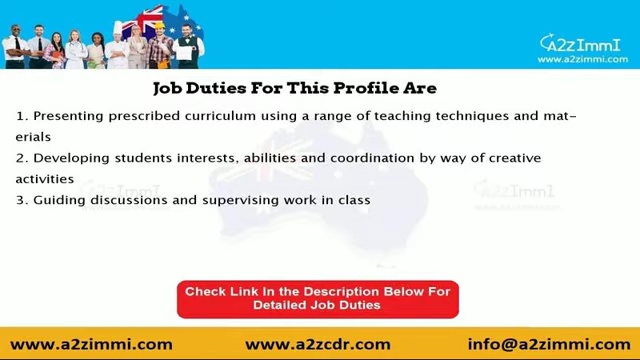 A2zImmI
www.a2zimmi.com
Job Duties For This Profile Are
1. Presenting prescribed curriculum using a range of teaching techniques and mat-
erials
2. Developing students interests, abilities and coordination by way of creative
activities
3. Guiding discussions and supervising work in class
a2zImmI
a2zImmI
Check Link In the Description Below For
Detailed Job Duties
www.a2zimmi.com
www.a2zcdr.com
info@a2zimmi.com